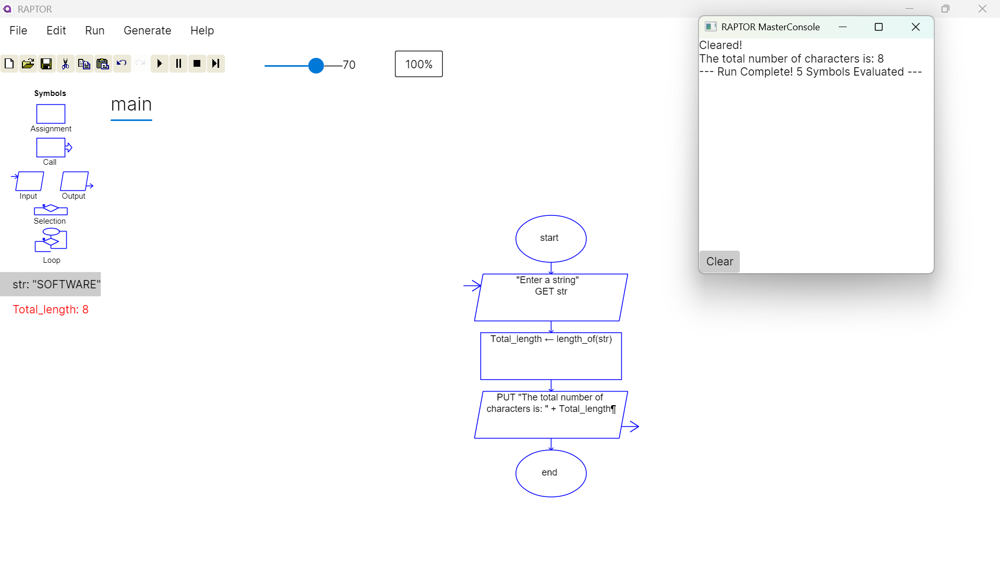 RAPTOR
File Edit Run Generate Help
70
100%
Symbols
Assignment
Call
Input Output
Selection
Loop
str: "SOFTWARE"
Total_length: 8
main
start
"Enter a string"
GET str
Total_length ← length_of(str)
PUT "The total number of
characters is: " + Total_length¶
end
RAPTOR MasterConsole
Cleared!
The total number of characters is: 8
--- Run Complete! 5 Symbols Evaluated ---
Clear